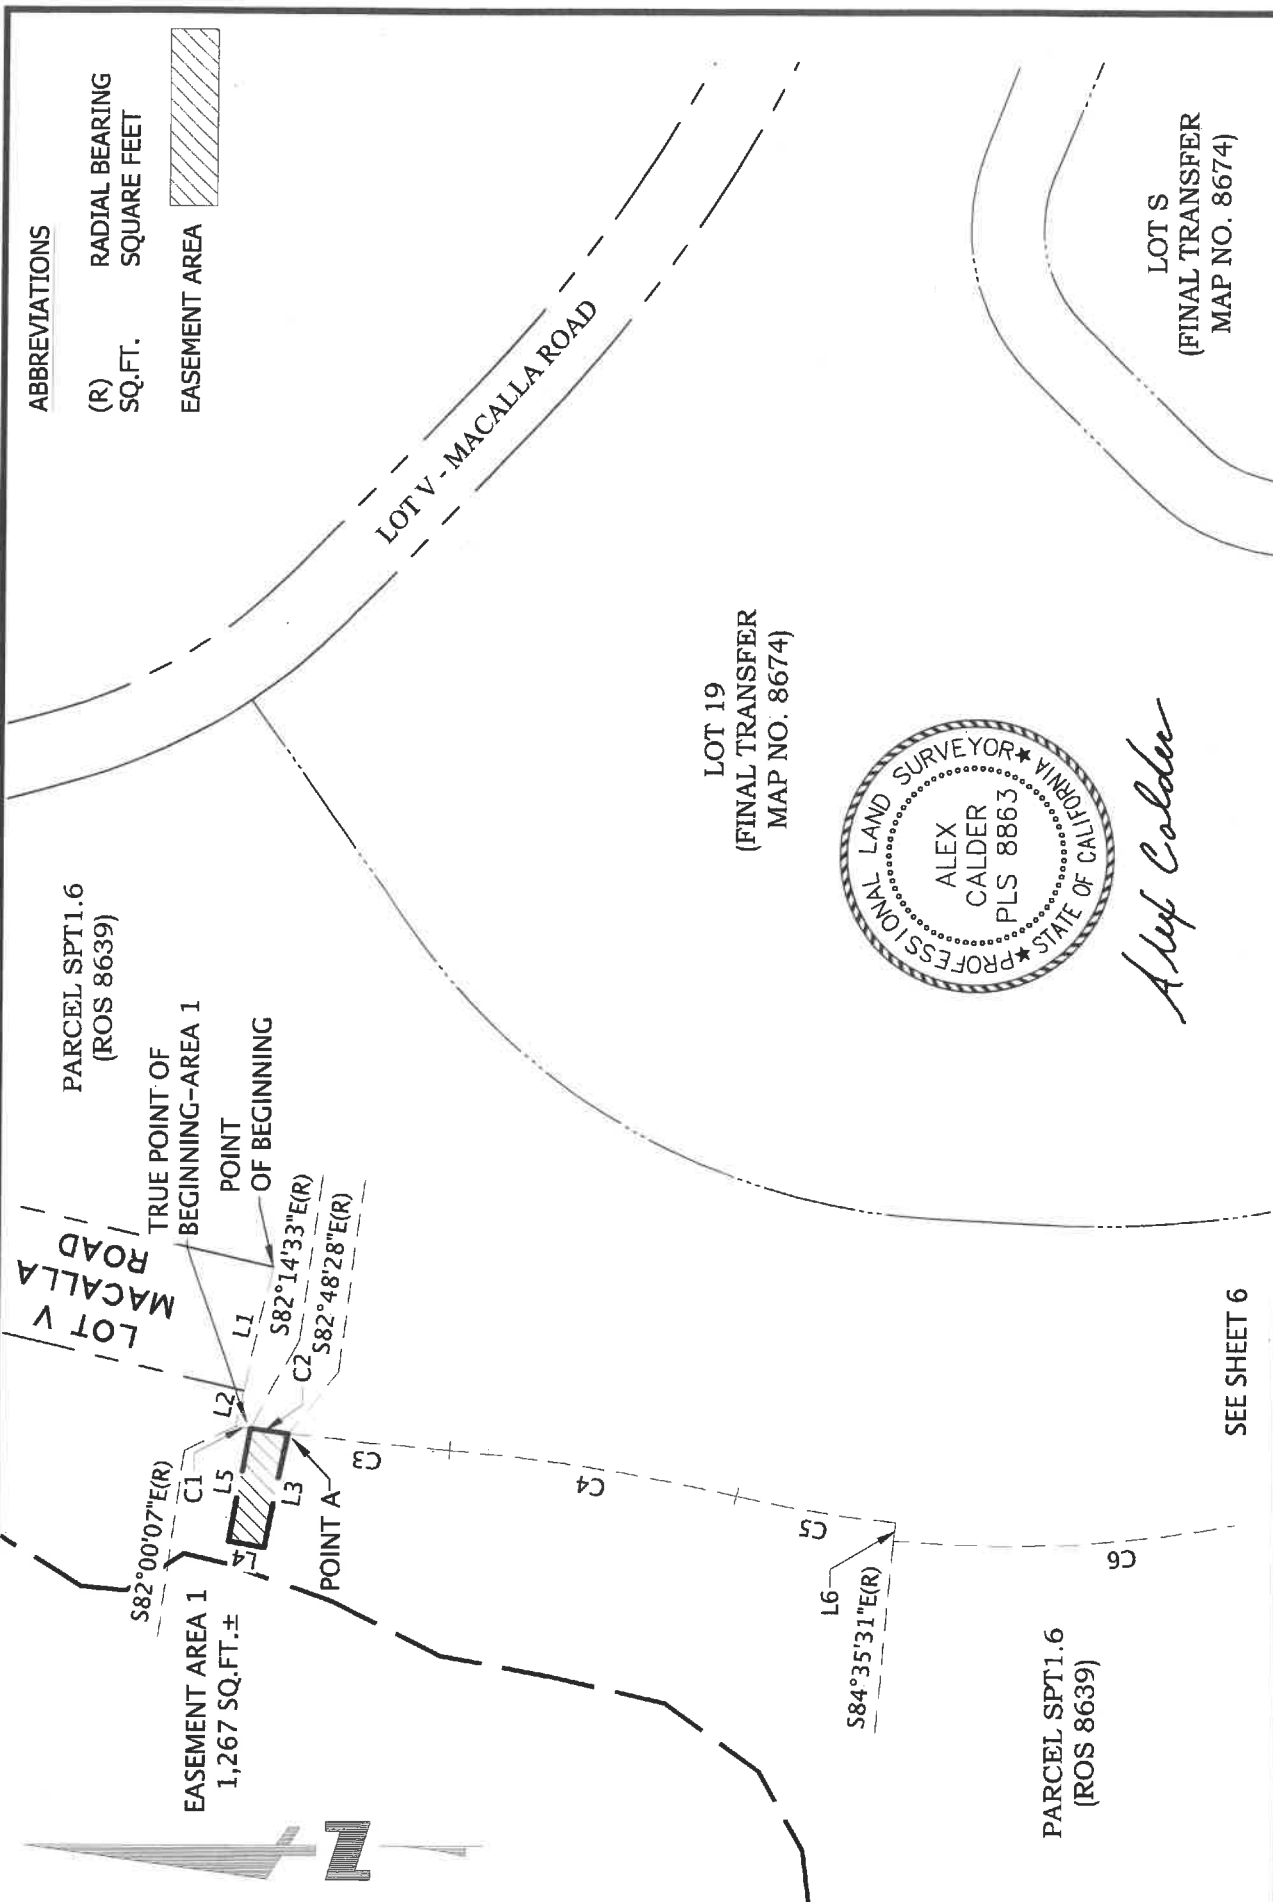 ABBREVIATIONS
(R) RADIAL BEARING
SQ.FT. SQUARE FEET
EASEMENT AREA
LOT V - MACALLA ROAD
LOT S
(FINAL TRANSFER
MAP NO. 8674)
LOT 19
(FINAL TRANSFER
MAP NO. 8674)
PARCEL SPT1.6
(ROS 8639)
TRUE POINT OF
BEGINNING-AREA 1
POINT
OF BEGINNING
LOT V
MACALLA
ROAD
L1
L2
S82°14'33"E(R)
S82°48'28"E(R)
C2
S82°00'07"E(R)
C1
L5
L3
L4
POINT A
EASEMENT AREA 1
1,267 SQ.FT.±
C3
C4
C5
L6
S84°35'31"E(R)
C6
PARCEL SPT1.6
(ROS 8639)
SEE SHEET 6
PROFESSIONAL LAND SURVEYOR
ALEX
CALDER
PLS 8863
STATE OF CALIFORNIA
Alex Calder
N